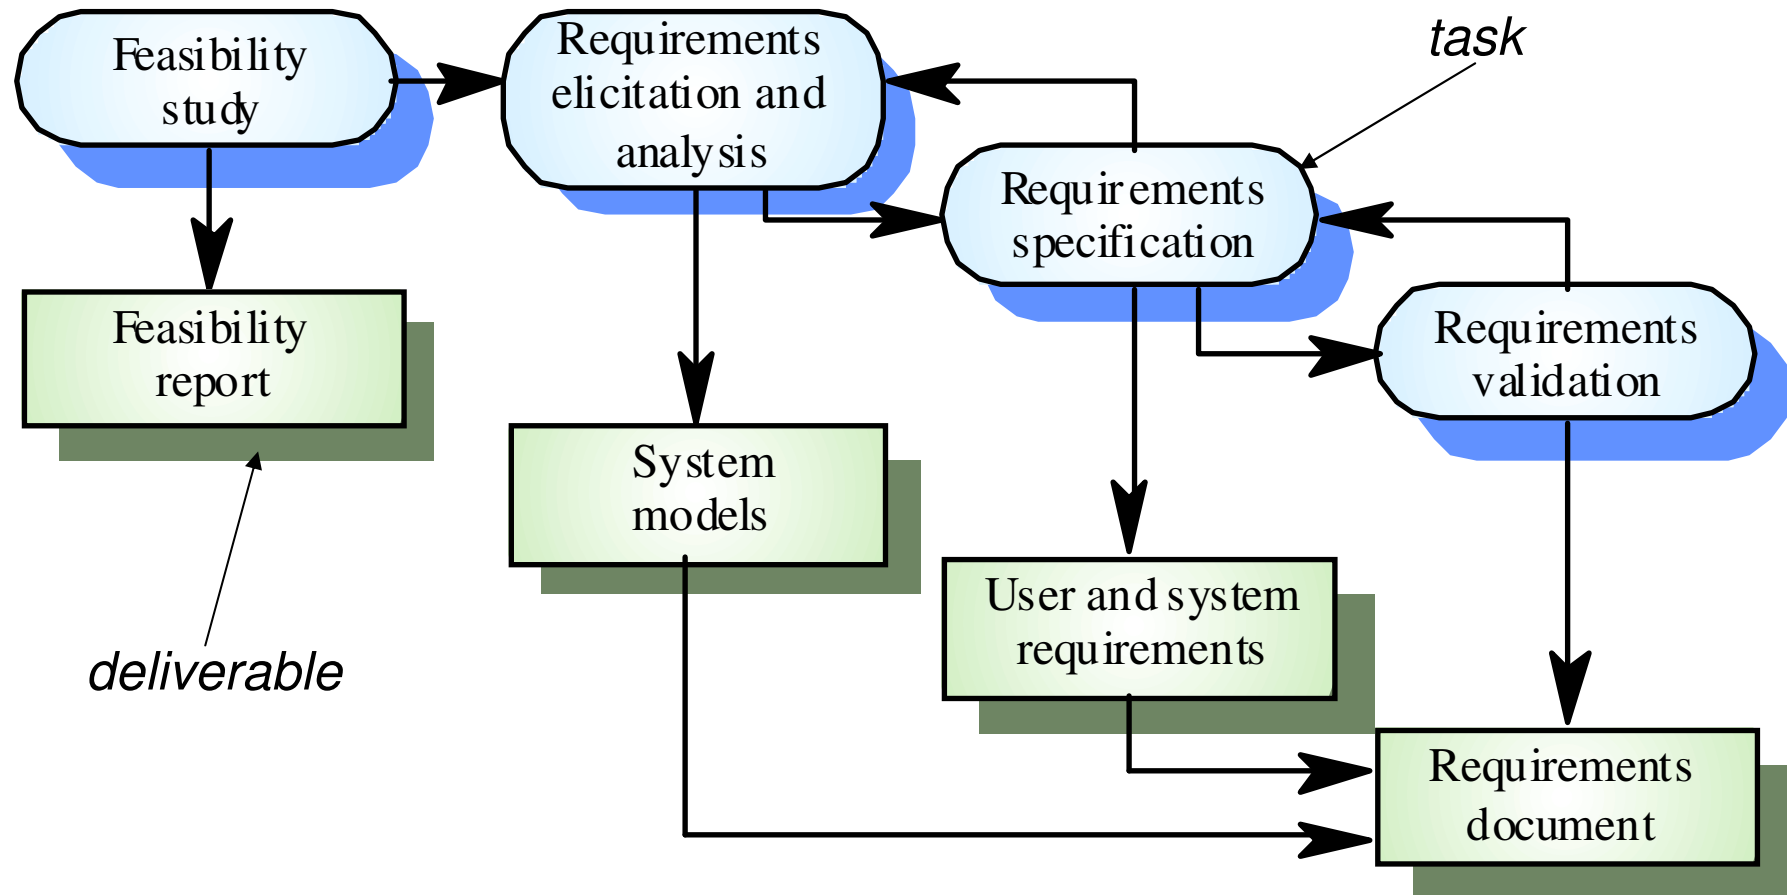 Feasibility
study
Requirements
elicitation and
analysis
task
Requirements
specification
Requirements
validation
Feasibility
report
System
models
User and system
requirements
deliverable
Requirements
document